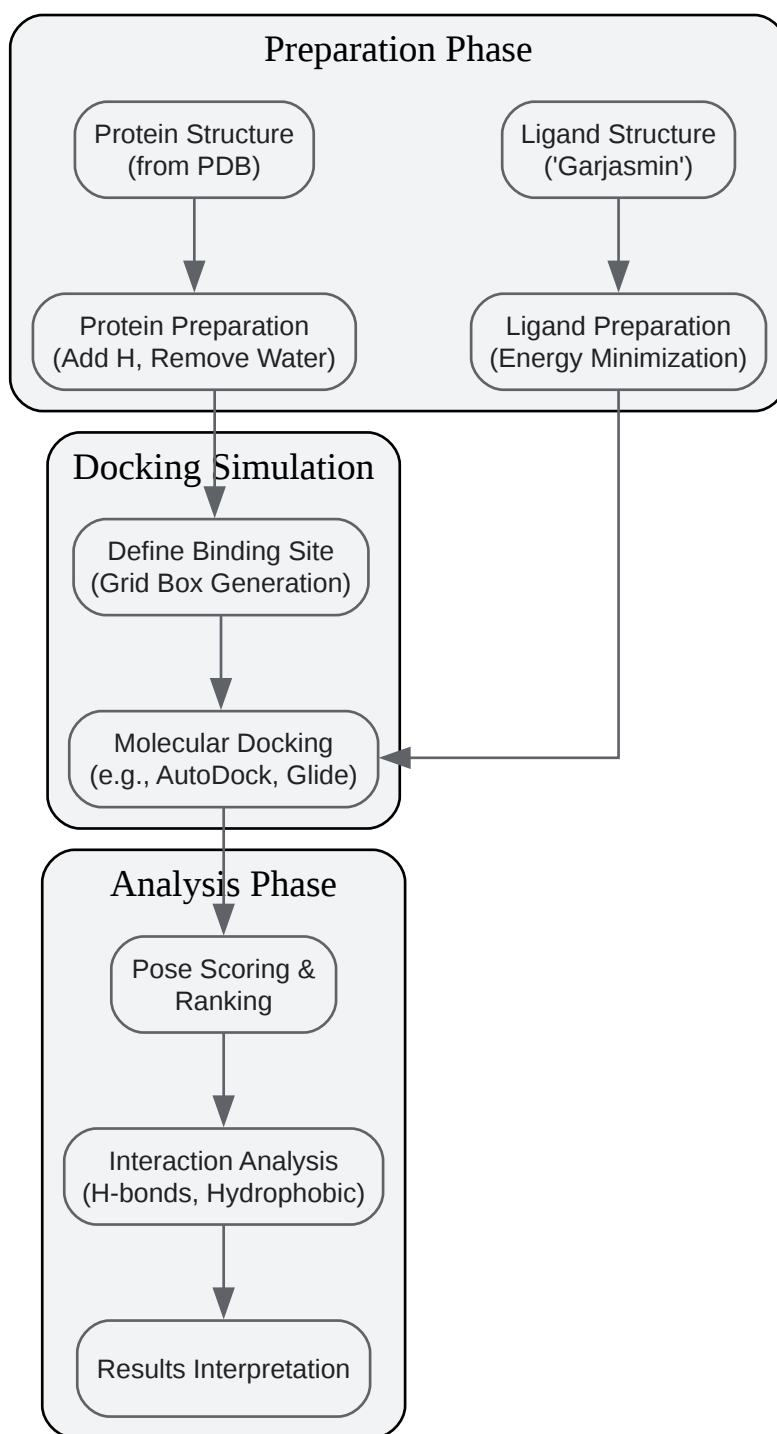 Preparation Phase
Protein Structure
(from PDB)
Ligand Structure
('Garjasmin')
Protein Preparation
(Add H, Remove Water)
Ligand Preparation
(Energy Minimization)
Docking Simulation
Define Binding Site
(Grid Box Generation)
Molecular Docking
(e.g., AutoDock, Glide)
Analysis Phase
Pose Scoring &
Ranking
Interaction Analysis
(H-bonds, Hydrophobic)
Results Interpretation